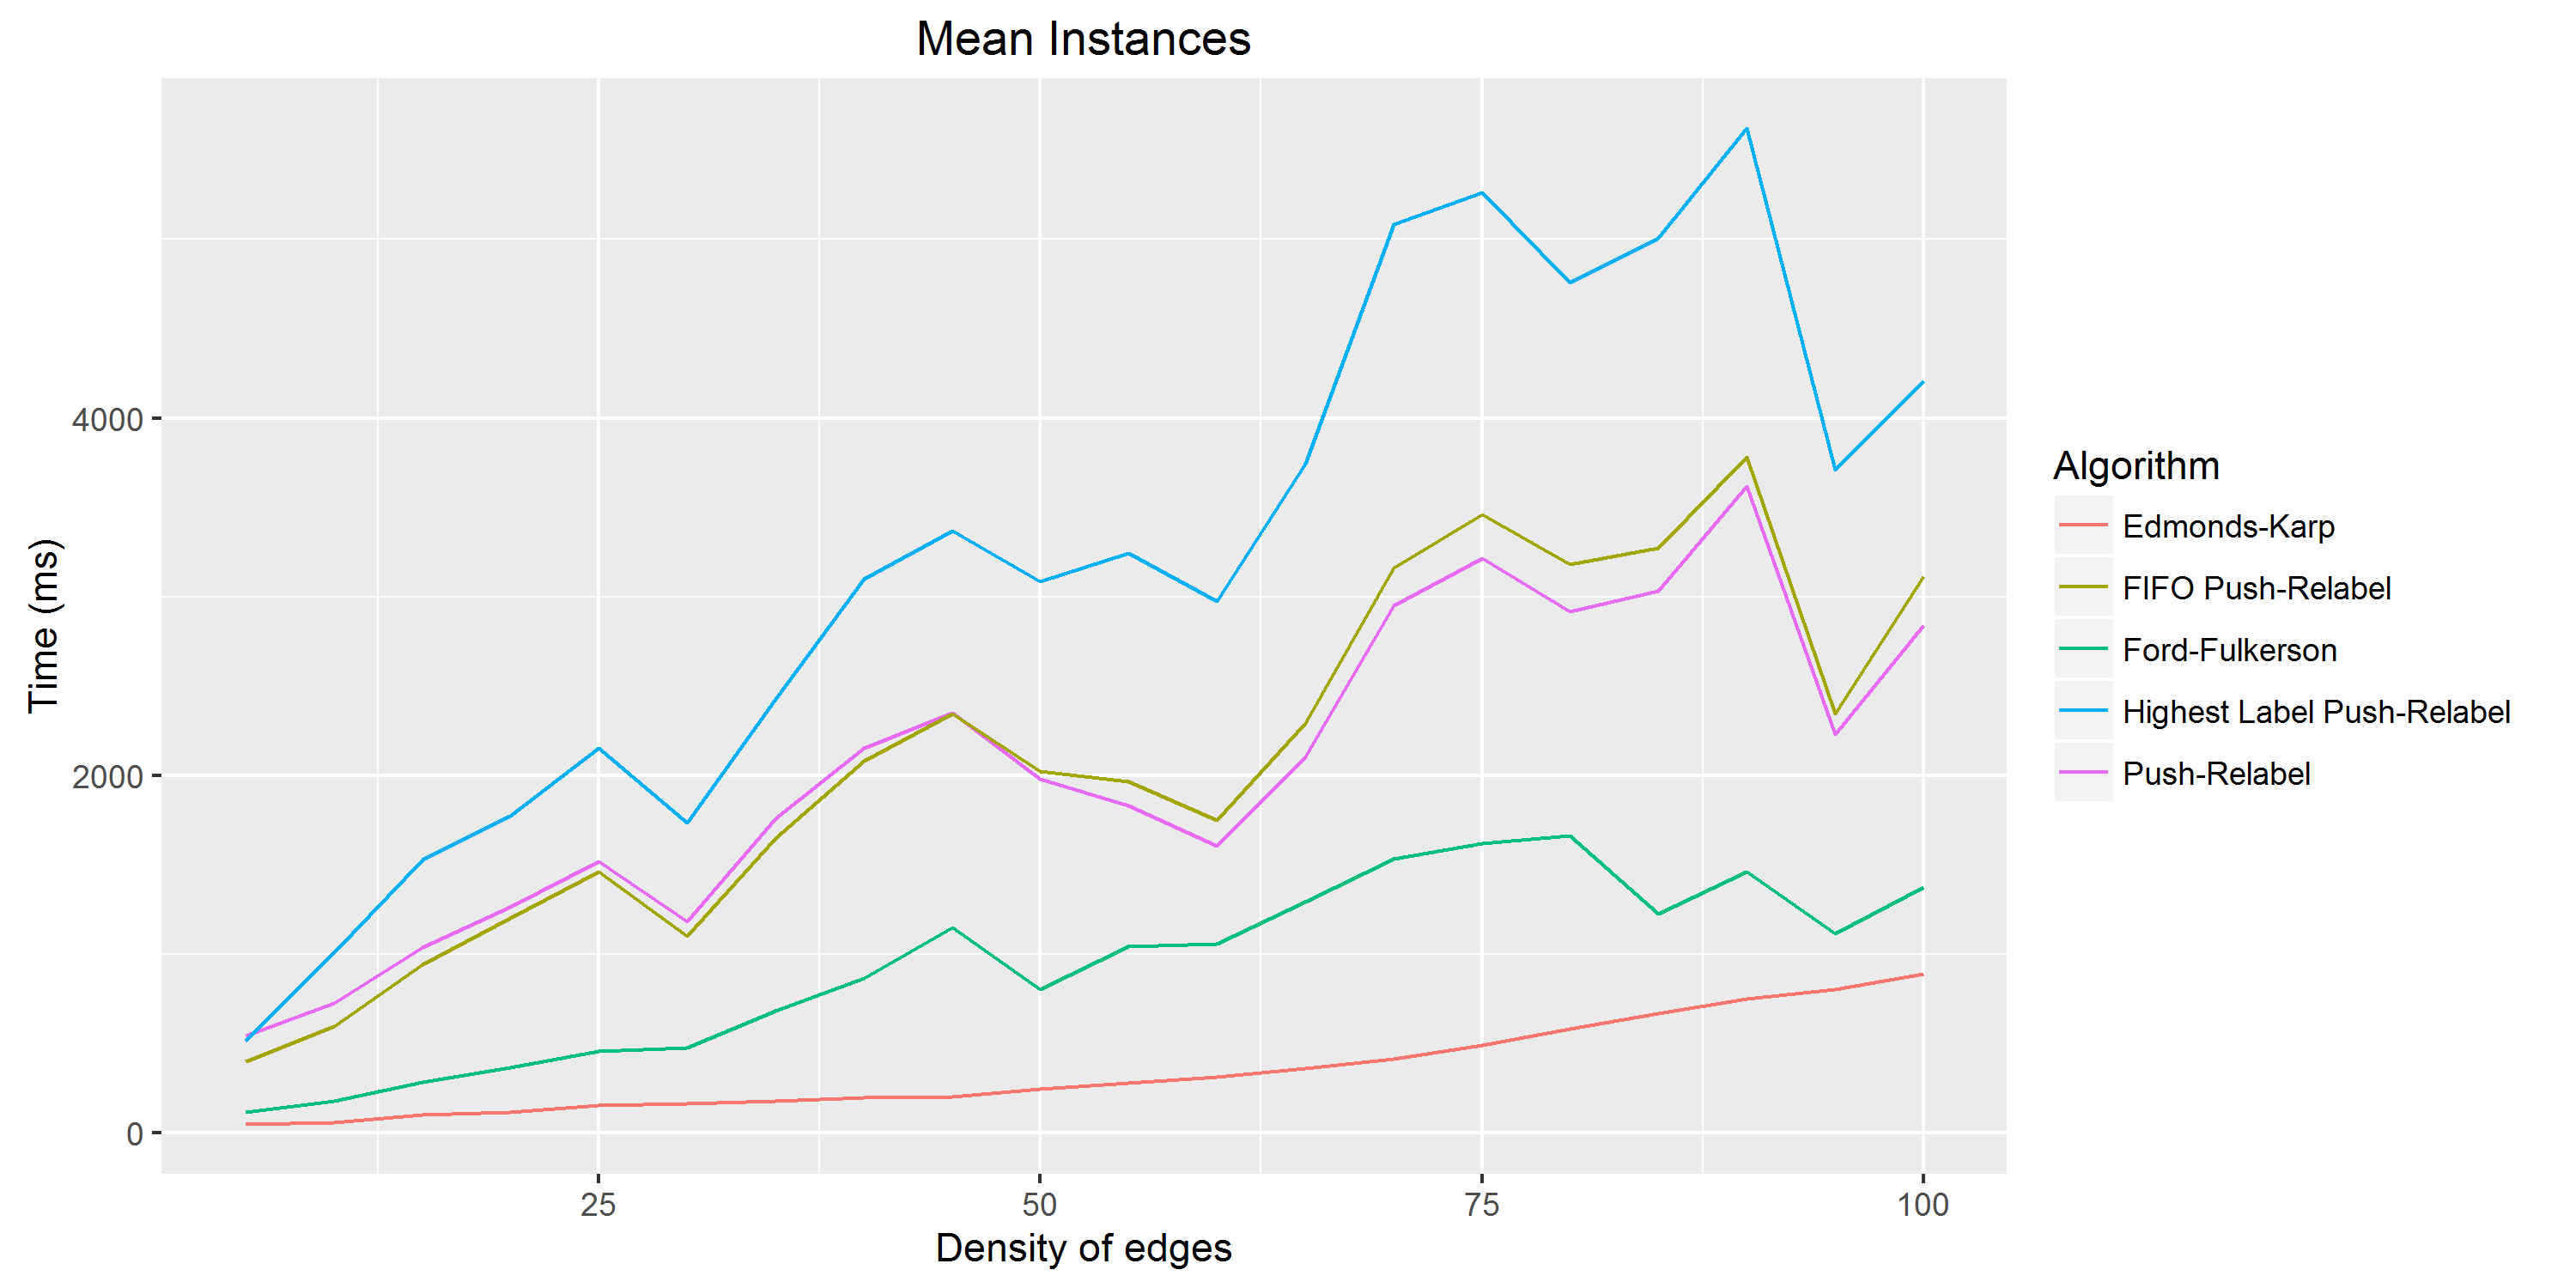 Mean Instances
Time (ms)
4000
2000
0
25
50
75
100
Density of edges
Algorithm
Edmonds-Karp
FIFO Push-Relabel
Ford-Fulkerson
Highest Label Push-Relabel
Push-Relabel